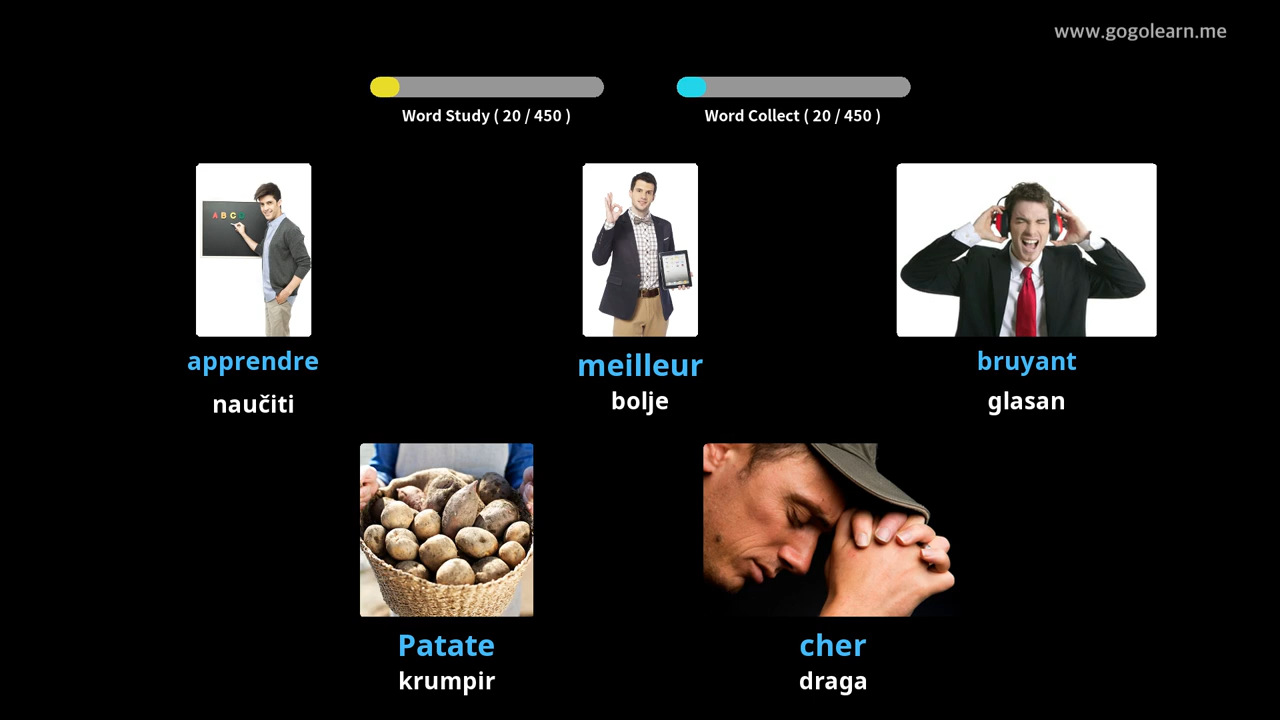 www.gogolearn.me
Word Study ( 20 / 450 )
Word Collect ( 20 / 450 )
A B C D
apprendre
naučiti
meilleur
bolje
bruyant
glasan
Patate
krumpir
cher
draga